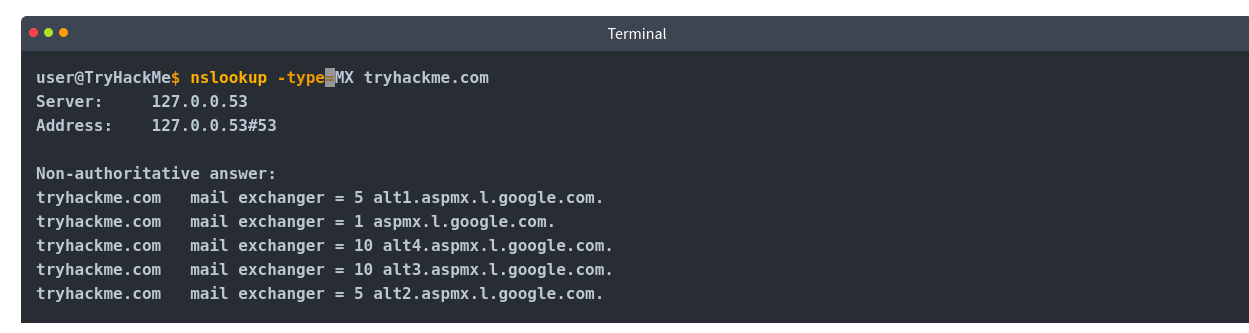 Terminal
user@TryHackMe$ nslookup -type=MX tryhackme.com
Server:     127.0.0.53
Address:    127.0.0.53#53
Non-authoritative answer:
tryhackme.com   mail exchanger = 5 alt1.aspmx.l.google.com.
tryhackme.com   mail exchanger = 1 aspmx.l.google.com.
tryhackme.com   mail exchanger = 10 alt4.aspmx.l.google.com.
tryhackme.com   mail exchanger = 10 alt3.aspmx.l.google.com.
tryhackme.com   mail exchanger = 5 alt2.aspmx.l.google.com.